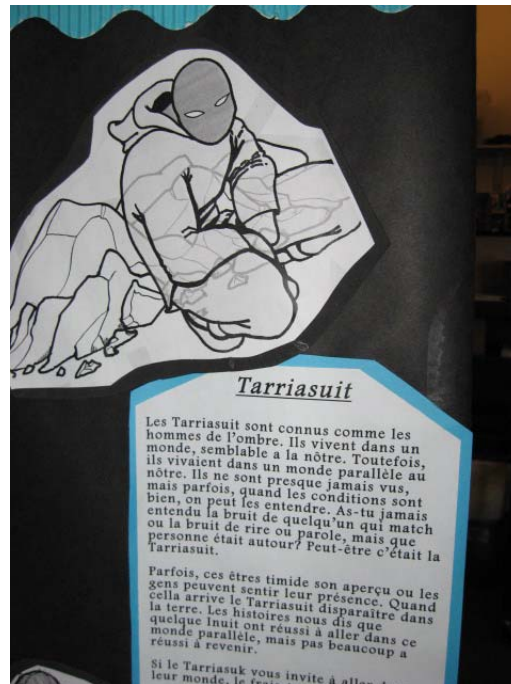 Tarriasuit
Les Tarriasuit sont connus comme les
hommes de l'ombre. Ils vivent dans un
monde, semblable a la nôtre. Toutefois,
ils vivaient dans un monde parallèle au
nôtre. Ils ne sont presque jamais vus,
mais parfois, quand les conditions sont
bien, on peut les entendre. As-tu jamais
entendu la bruit de quelqu'un qui match
ou la bruit de rire ou parole, mais que
personne était autour? Peut-être c'était la
Tarriasuit.
Parfois, ces êtres timide son aperçu ou les
gens peuvent sentir leur présence. Quand
cella arrive le Tarriasuit disparaître dans
la terre. Les histoires nous dis que
quelque Inuit ont réussi à aller dans ce
monde parallèle, mais pas beaucoup a
réussi à revenir.
Si le Tarriasuk vous invite à aller
leur monde, le